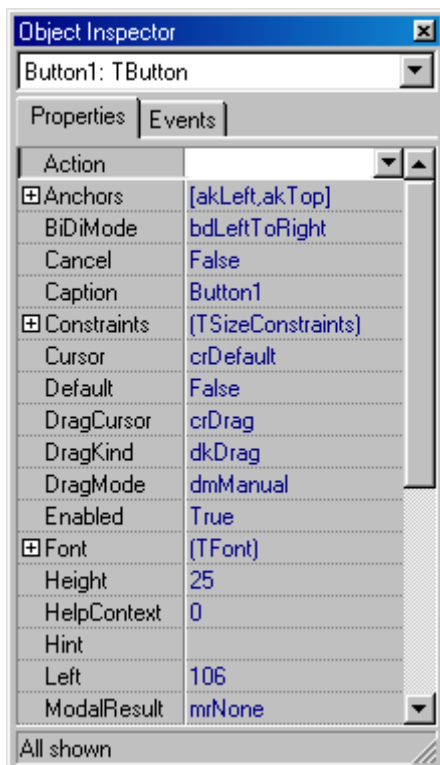 Object Inspector
Button1: TButton
Properties Events
Action
Anchors [akLeft,akTop]
BiDiMode bdLeftToRight
Cancel False
Caption Button1
Constraints (TSizeConstraints)
Cursor crDefault
Default False
DragCursor crDrag
DragKind dkDrag
DragMode dmManual
Enabled True
Font (TFont)
Height 25
HelpContext 0
Hint
Left 106
ModalResult mrNone
All shown